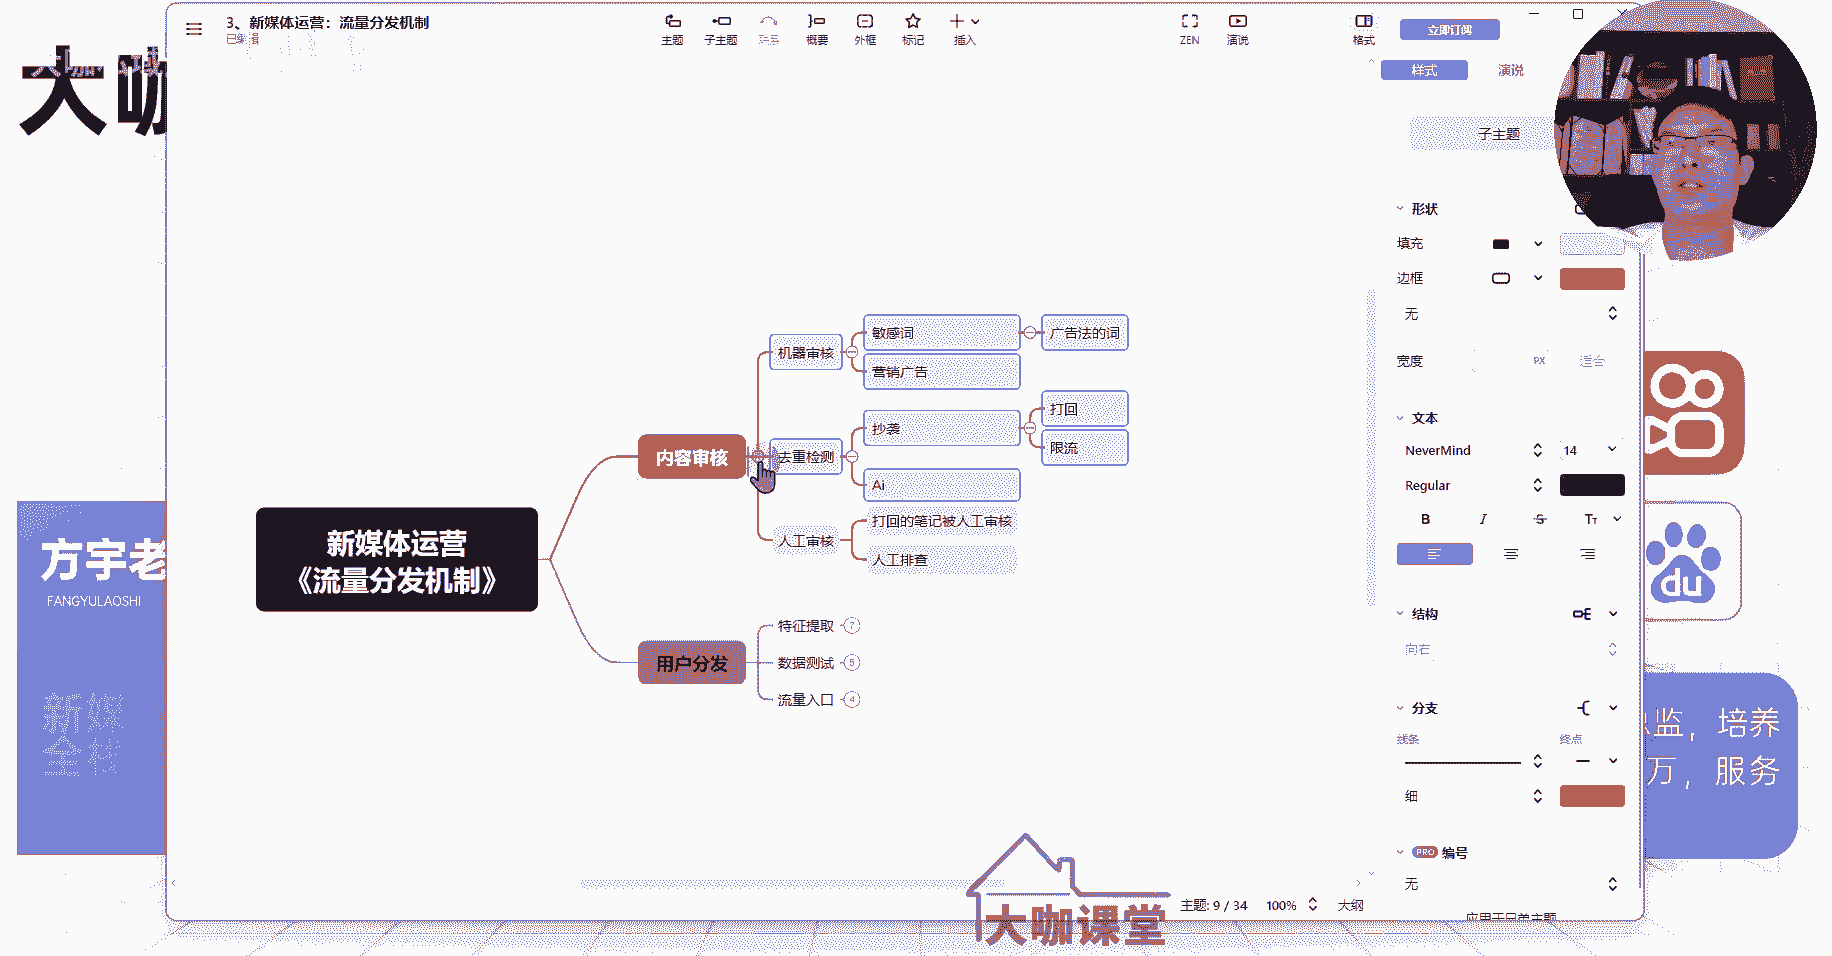 3、新媒体运营：流量分发机制
已编辑
主题
子主题
联系
概要
外框
标记
插入
ZEN
演说
格式
立即订阅
样式
演说
大咖
子主题
形状
填充
边框
无
宽度
PX
适合
文本
NeverMind
14
Regular
B
I
S
Tт
结构
向右
分支
线条
终点
细
PRO 编号
无
应用于只单主题
新媒体运营
《流量分发机制》
内容审核
机器审核
敏感词
广告法的词
营销广告
去重检测
抄袭
打回
限流
Ai
人工审核
打回的笔记被人工审核
人工排查
用户分发
特征提取 7
数据测试 5
流量入口 4
方宇老
FANGYULAOSHI
新媒
全栈
du
监，培养
万，服务
大咖课堂
主题: 9 / 34
100%
大纲